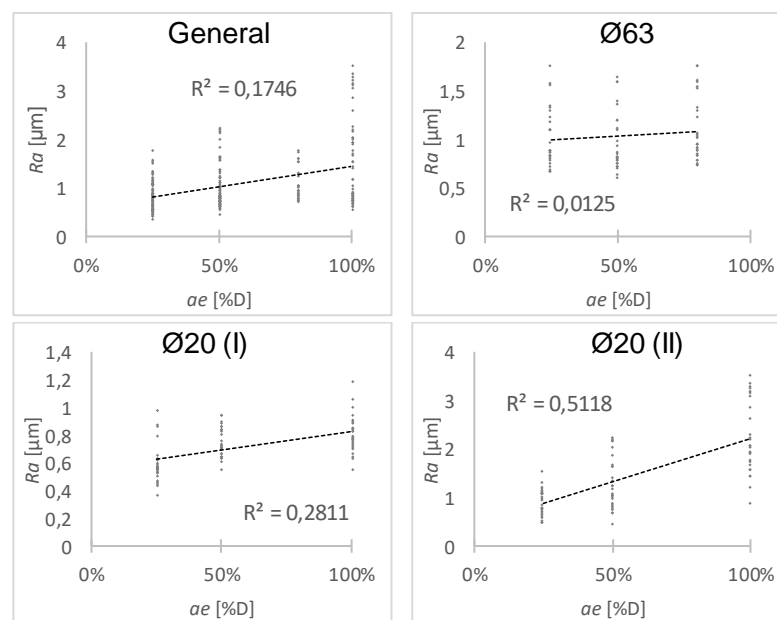 General
4
3
2
1
0
0%
50%
100%
Ra [µm]
ae [%D]
R² = 0,1746
Ø63
2
1,5
1
0,5
0
0%
50%
100%
Ra [µm]
ae [%D]
R² = 0,0125
Ø20 (I)
1,4
1,2
1
0,8
0,6
0,4
0,2
0
0%
50%
100%
Ra [µm]
ae [%D]
R² = 0,2811
Ø20 (II)
4
3
2
1
0
0%
50%
100%
Ra [µm]
ae [%D]
R² = 0,5118